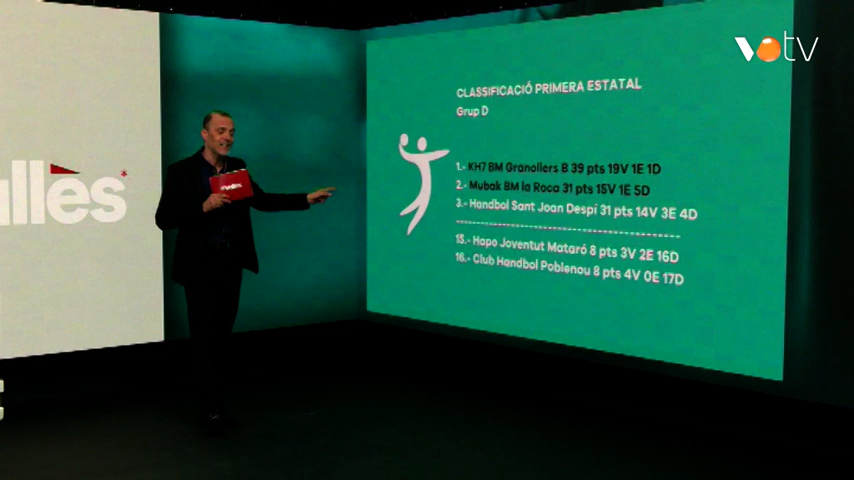 votv
CLASSIFICACIÓ PRIMERA ESTATAL
Grup D
1.- KH7 BM Granollers B 39 pts 19V 1E 1D
2.- Mubak BM la Roca 31 pts 15V 1E 5D
3.- Handbol Sant Joan Despí 31 pts 14V 3E 4D
15.- Hapo Joventut Mataró 8 pts 3V 2E 16D
16.- Club Handbol Poblenou 8 pts 4V 0E 17D
allès*